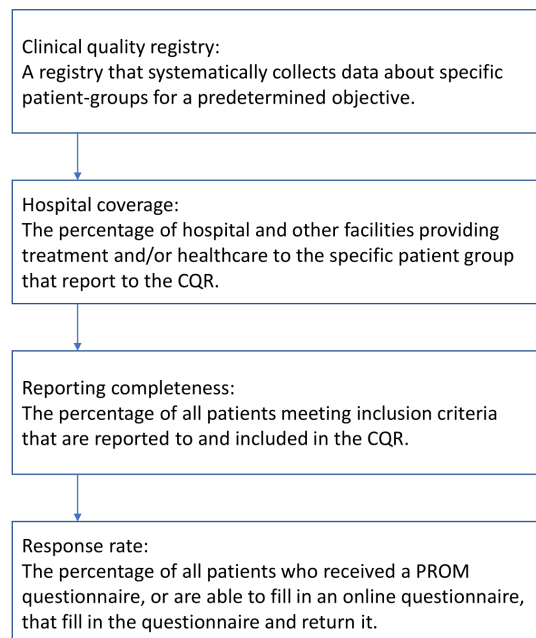 Clinical quality registry:
A registry that systematically collects data about specific
patient-groups for a predetermined objective.
Hospital coverage:
The percentage of hospital and other facilities providing
treatment and/or healthcare to the specific patient group
that report to the CQR.
Reporting completeness:
The percentage of all patients meeting inclusion criteria
that are reported to and included in the CQR.
Response rate:
The percentage of all patients who received a PROM
questionnaire, or are able to fill in an online questionnaire,
that fill in the questionnaire and return it.